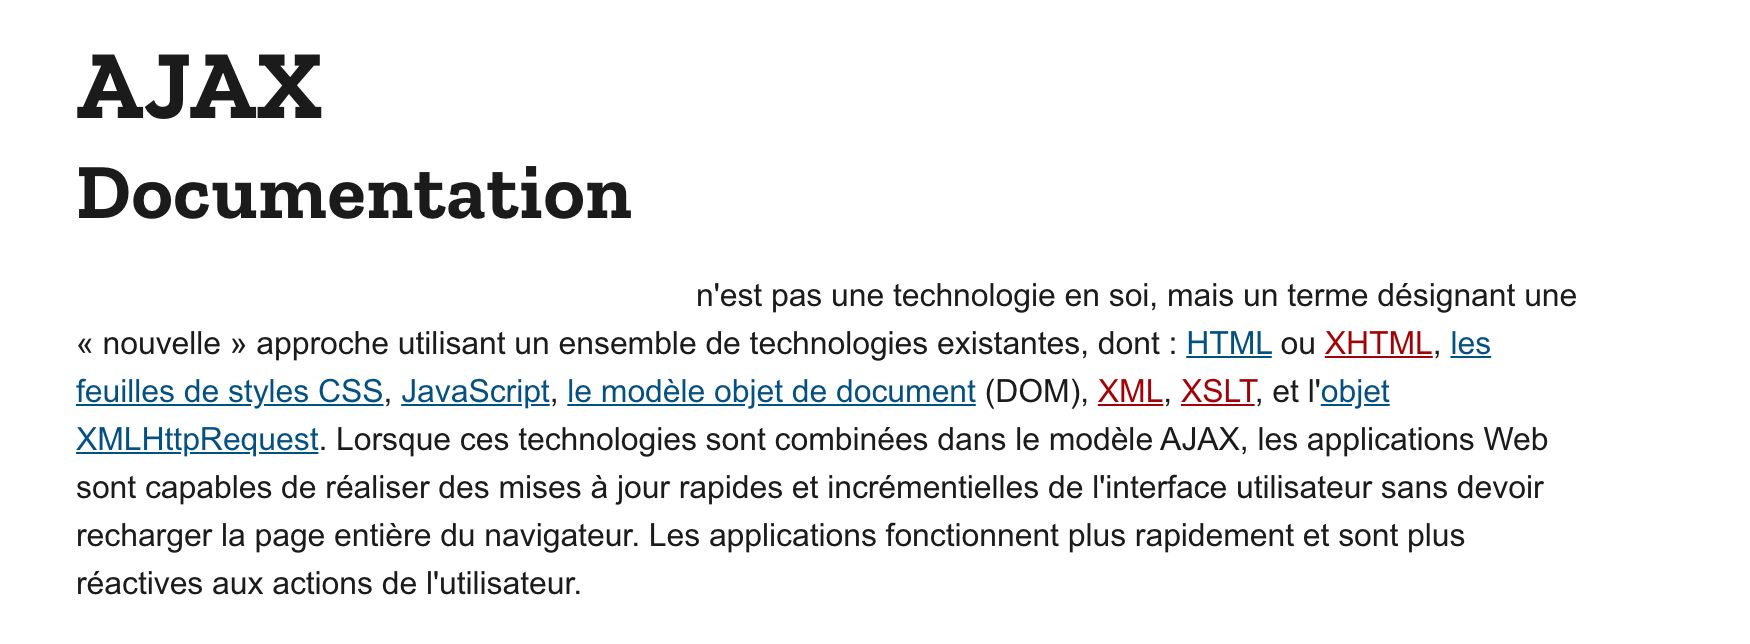 AJAX
Documentation
n'est pas une technologie en soi, mais un terme désignant une
« nouvelle » approche utilisant un ensemble de technologies existantes, dont : HTML ou XHTML, les
feuilles de styles CSS, JavaScript, le modèle objet de document (DOM), XML, XSLT, et l'objet
XMLHttpRequest. Lorsque ces technologies sont combinées dans le modèle AJAX, les applications Web
sont capables de réaliser des mises à jour rapides et incrémentielles de l'interface utilisateur sans devoir
recharger la page entière du navigateur. Les applications fonctionnent plus rapidement et sont plus
réactives aux actions de l'utilisateur.